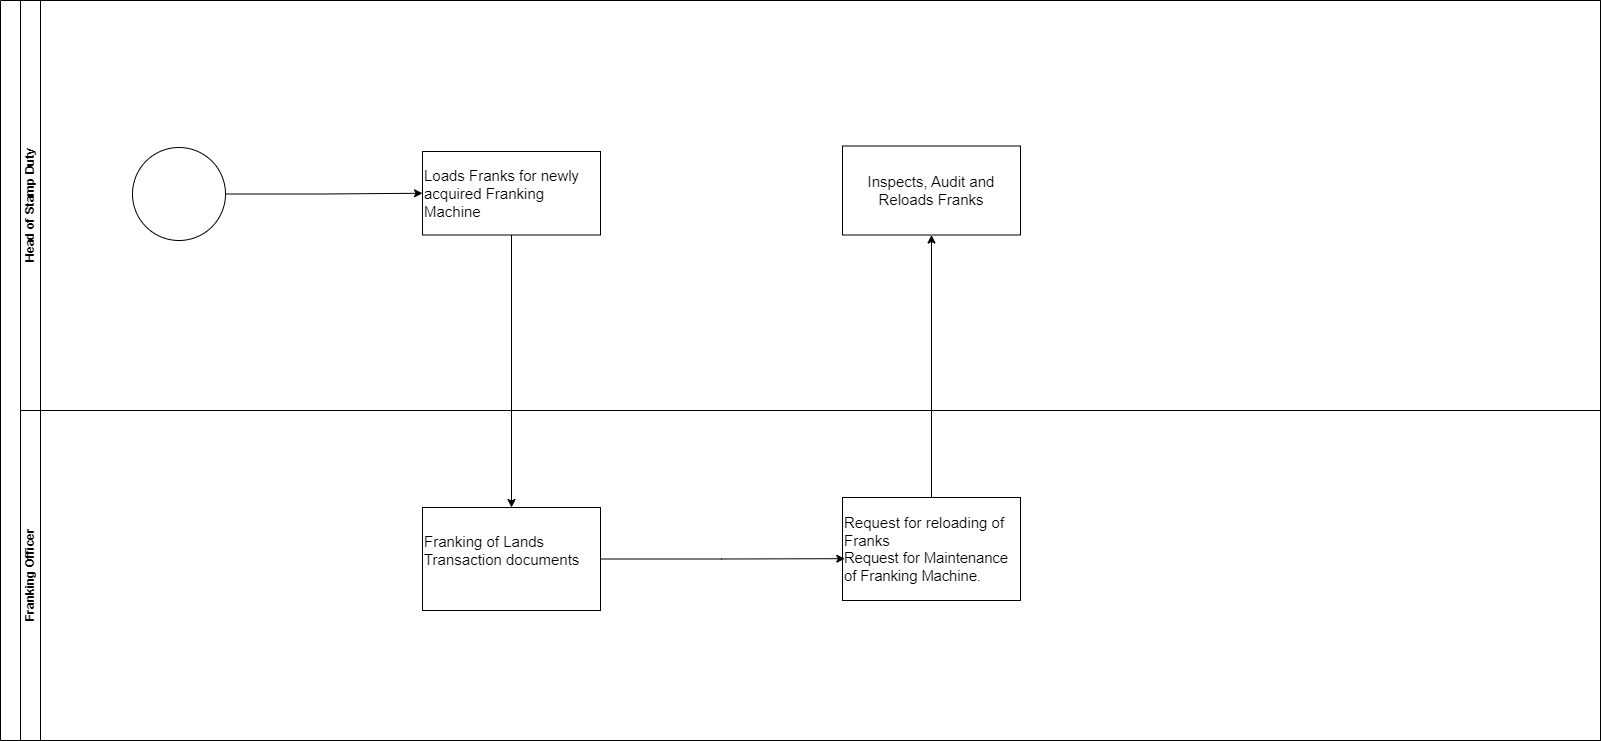 Head of Stamp Duty
Loads Franks for newly
acquired Franking
Machine
Inspects, Audit and
Reloads Franks
Franking Officer
Franking of Lands
Transaction documents
Request for reloading of
Franks
Request for Maintenance
of Franking Machine.